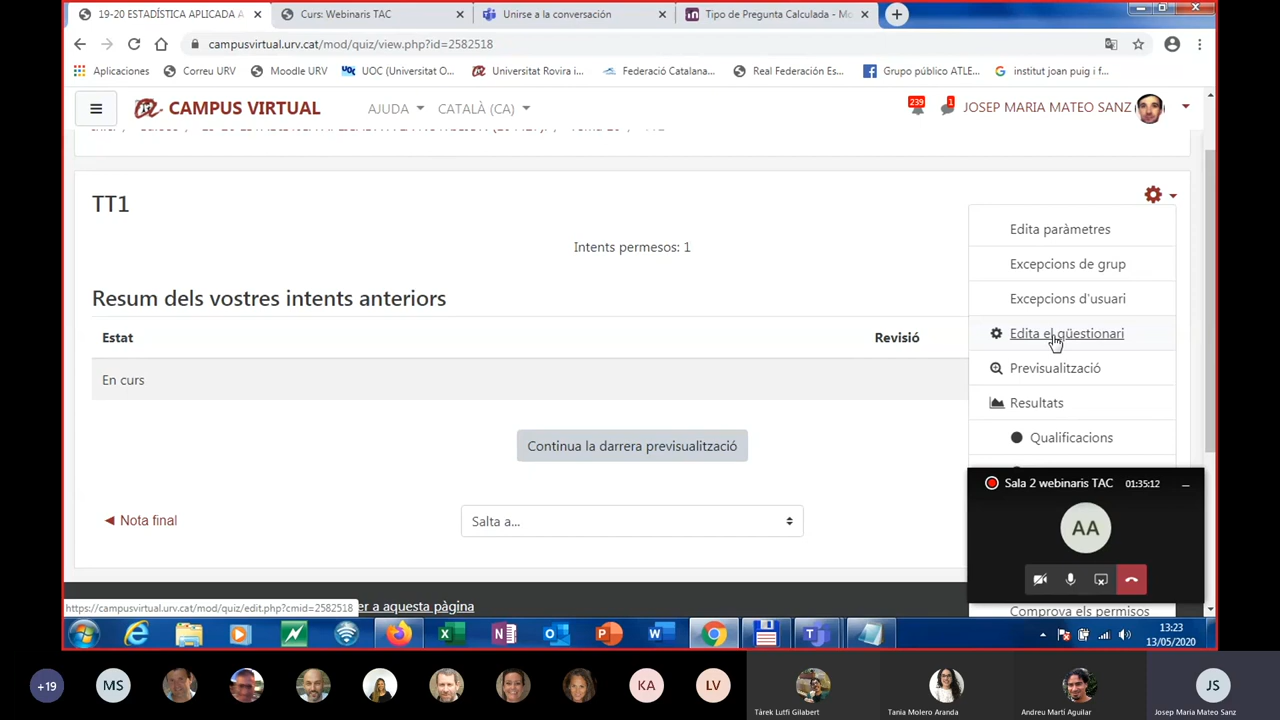 19-20 ESTADÍSTICA APLICADA A
Curs: Webinaris TAC
Unirse a la conversación
Tipo de Pregunta Calculada - Mo
campusvirtual.urv.cat/mod/quiz/view.php?id=2582518
Aplicaciones
Correu URV
Moodle URV
UOC (Universitat O...
Universitat Rovira i...
Federació Catalana...
Real Federación Es...
Grupo público ATLE...
institut joan puig i f...
CAMPUS VIRTUAL
AJUDA
CATALÀ (CA)
239
1
JOSEP MARIA MATEO SANZ
TT1
Intents permesos: 1
Resum dels vostres intents anteriors
Estat
Revisió
En curs
Continua la darrera previsualització
◄ Nota final
Salta a...
Edita paràmetres
Excepcions de grup
Excepcions d'usuari
Edita el qüestionari
Previsualització
Resultats
Qualificacions
Sala 2 webinaris TAC
01:35:12
AA
Comprova els permisos
https://campusvirtual.urv.cat/mod/quiz/edit.php?cmid=2582518
er a aquesta pàgina
13:23
13/05/2020
+19
MS
KA
LV
JS
Tárek Lutfi Gilabert
Tania Molero Aranda
Andreu Martí Aguilar
Josep Maria Mateo Sanz